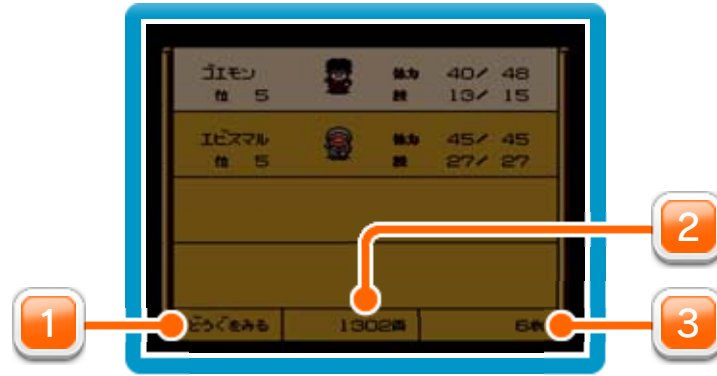 ゴエモン 体力 40/ 48
位 5 技 13/ 15
エビスマル 体力 45/ 45
位 5 技 27/ 27
どうぐをみる 1302両 6枚
1
2
3